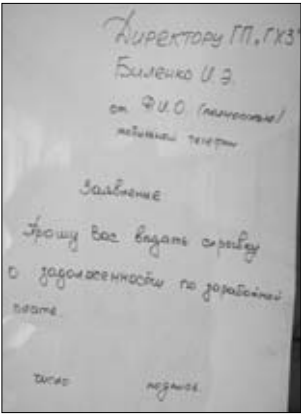 Директору ГП „ГХЗ"
Биленко И. Э.
от Ф.И.О. (полностью)
мобильный телефон
Заявление
Прошу Вас выдать справку
о задолженности по заработной
плате.
число подпись